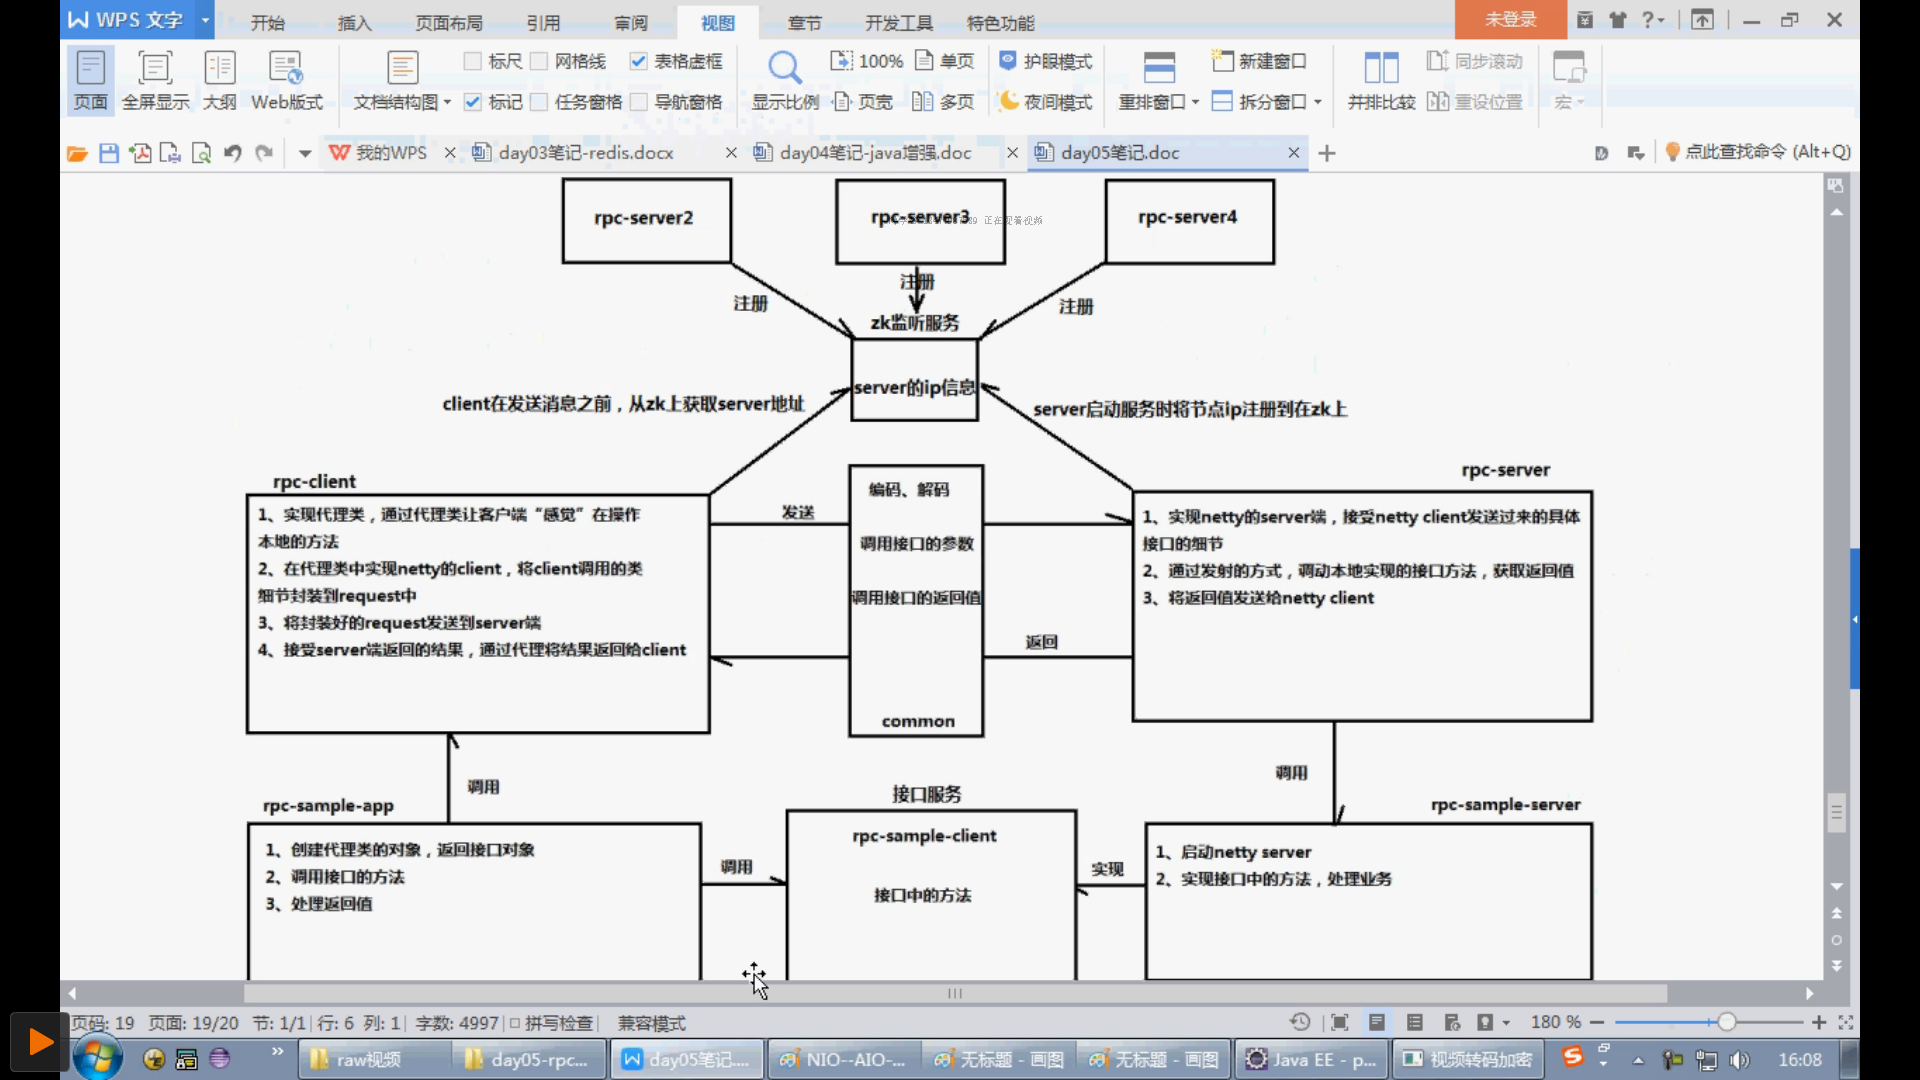 WPS 文字
开始 插入 页面布局 引用 审阅 视图 章节 开发工具 特色功能
未登录
页面 全屏显示 大纲 Web版式 文档结构图
标尺 网格线 表格虚框
标记 任务窗格 导航窗格
显示比例 100% 单页
页宽 多页
护眼模式
夜间模式
重排窗口 新建窗口
拆分窗口
并排比较 同步滚动
重设位置
宏
我的WPS day03笔记-redis.docx day04笔记-java增强.doc day05笔记.doc
点此查找命令 (Alt+Q)
rpc-server2 rpc-server3 rpc-server4
正在观看视频
注册 注册 注册
zk监听服务
server的ip信息
client在发送消息之前，从zk上获取server地址
server启动服务时将节点ip注册到在zk上
rpc-client
1、实现代理类，通过代理类让客户端“感觉”在操作
本地的方法
2、在代理类中实现netty的client，将client调用的类
细节封装到request中
3、将封装好的request发送到server端
4、接受server端返回的结果，通过代理将结果返回给client
发送
编码、解码
调用接口的参数
调用接口的返回值
common
返回
rpc-server
1、实现netty的server端，接受netty client发送过来的具体
接口的细节
2、通过发射的方式，调动本地实现的接口方法，获取返回值
3、将返回值发送给netty client
调用
调用
rpc-sample-app
1、创建代理类的对象，返回接口对象
2、调用接口的方法
3、处理返回值
调用
接口服务
rpc-sample-client
接口中的方法
实现
rpc-sample-server
1、启动netty server
2、实现接口中的方法，处理业务
页码: 19 页面: 19/20 节: 1/1 行: 6 列: 1 字数: 4997 拼写检查 兼容模式
180 %
raw视频 day05-rpc... day05笔记.... NIO--AIO-... 无标题 - 画图 无标题 - 画图 Java EE - p... 视频转码加密
16:08